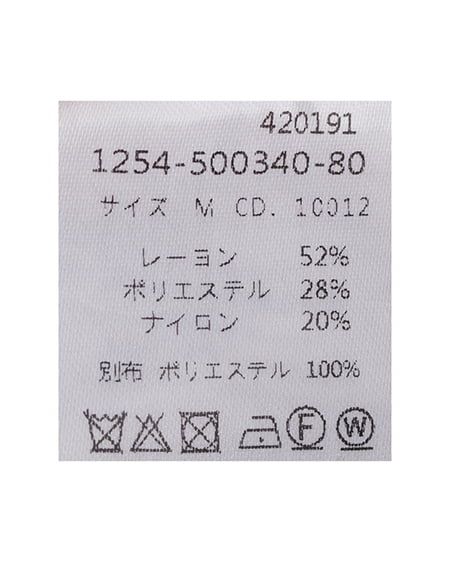 420191
1254-500340-80
サイズ M CD. 10012
レーヨン 52%
ポリエステル 28%
ナイロン 20%
別布 ポリエステル 100%
F W